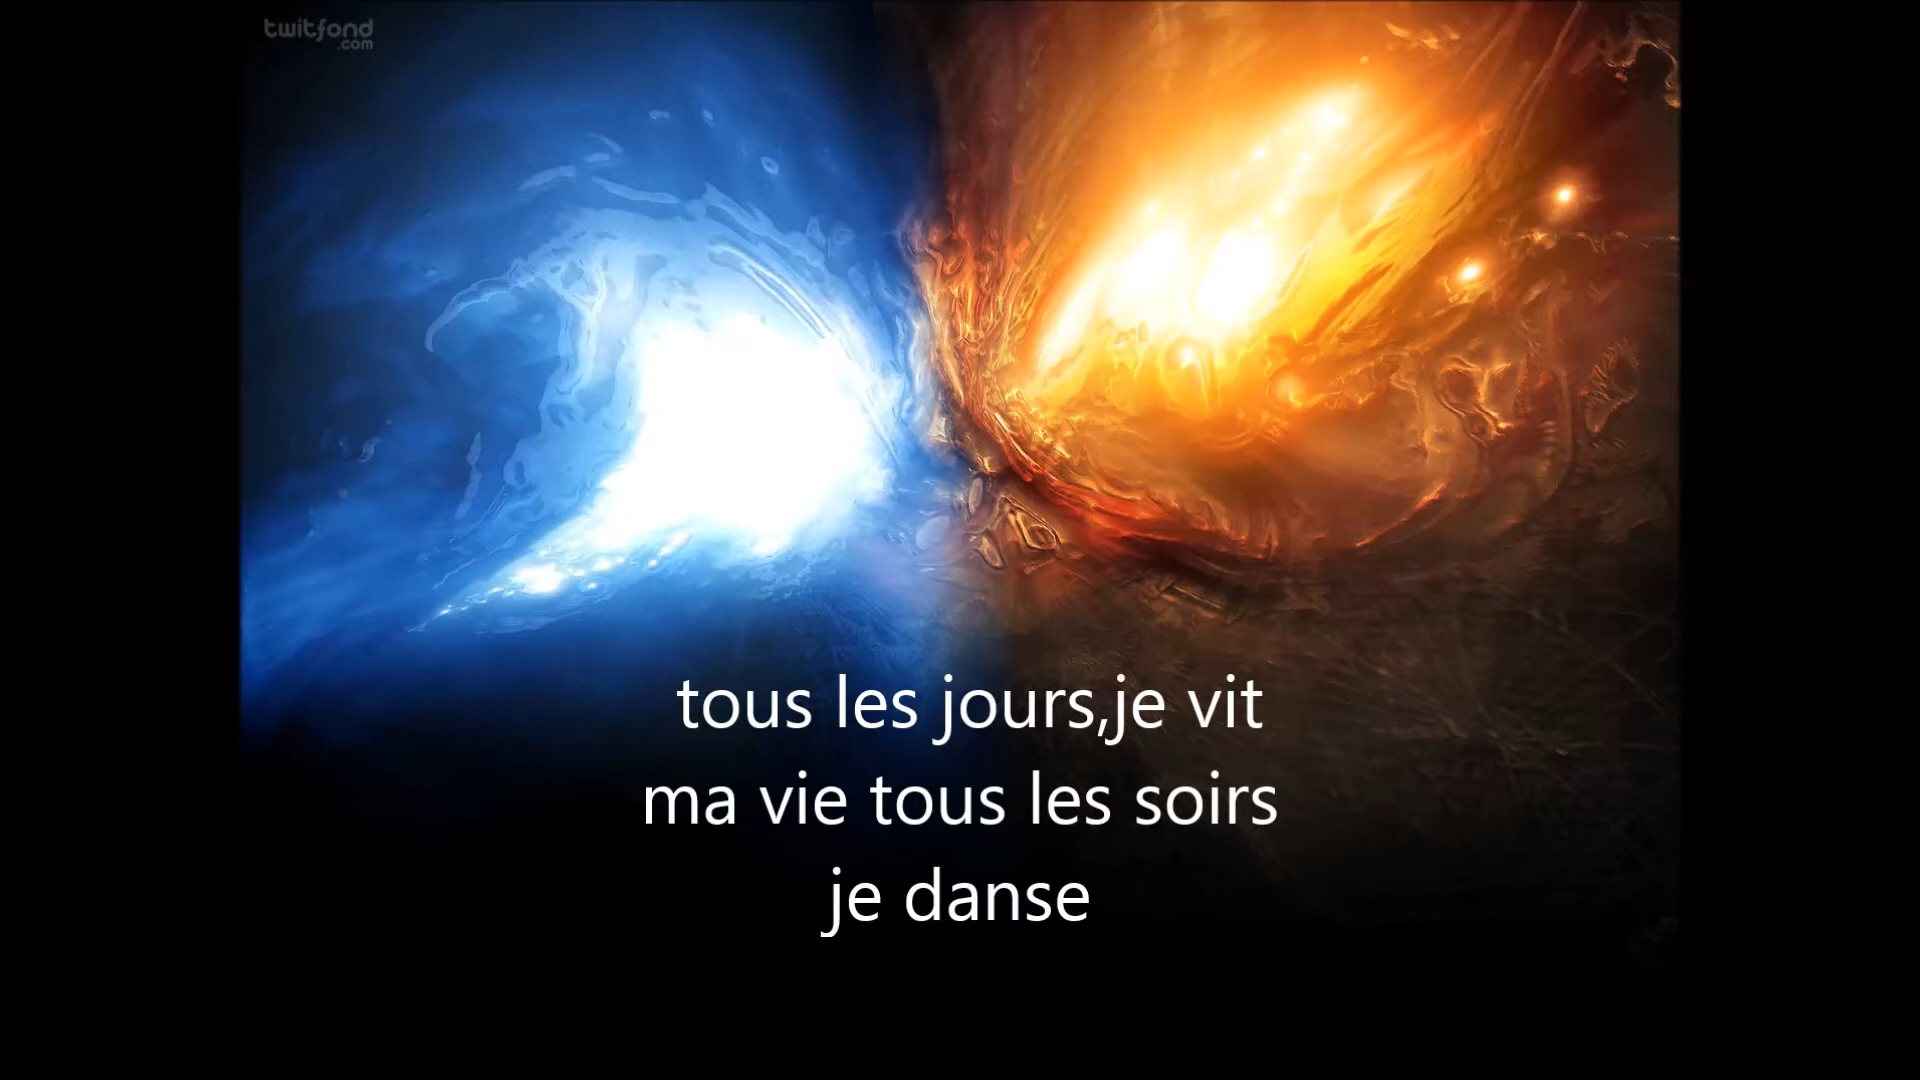 twitfond
.com
tous les jours,je vit
ma vie tous les soirs
je danse